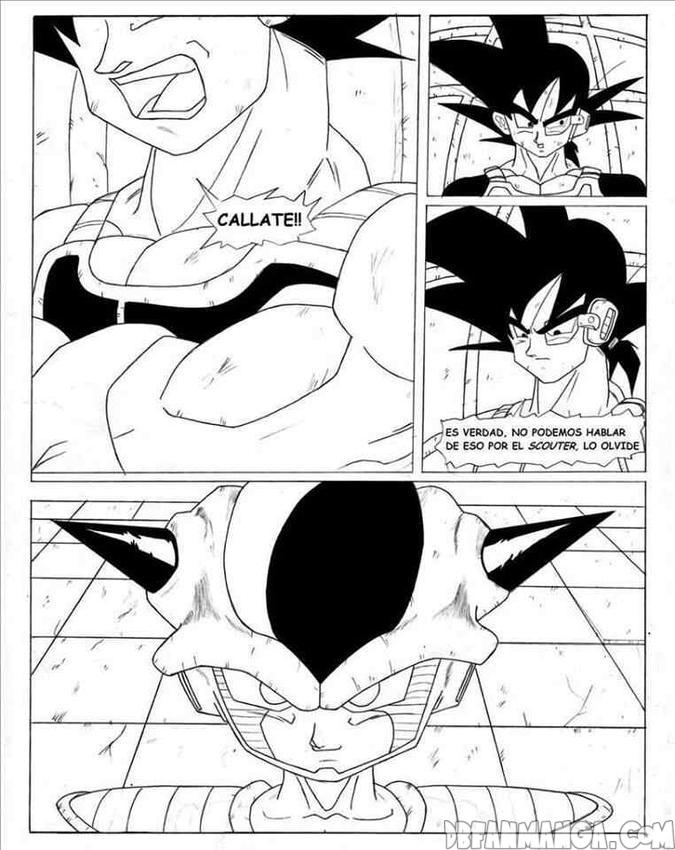 CALLATE!!
ES VERDAD, NO PODEMOS HABLAR
DE ESO POR EL SCOUTER, LO OLVIDE
DBFANMANGA.COM